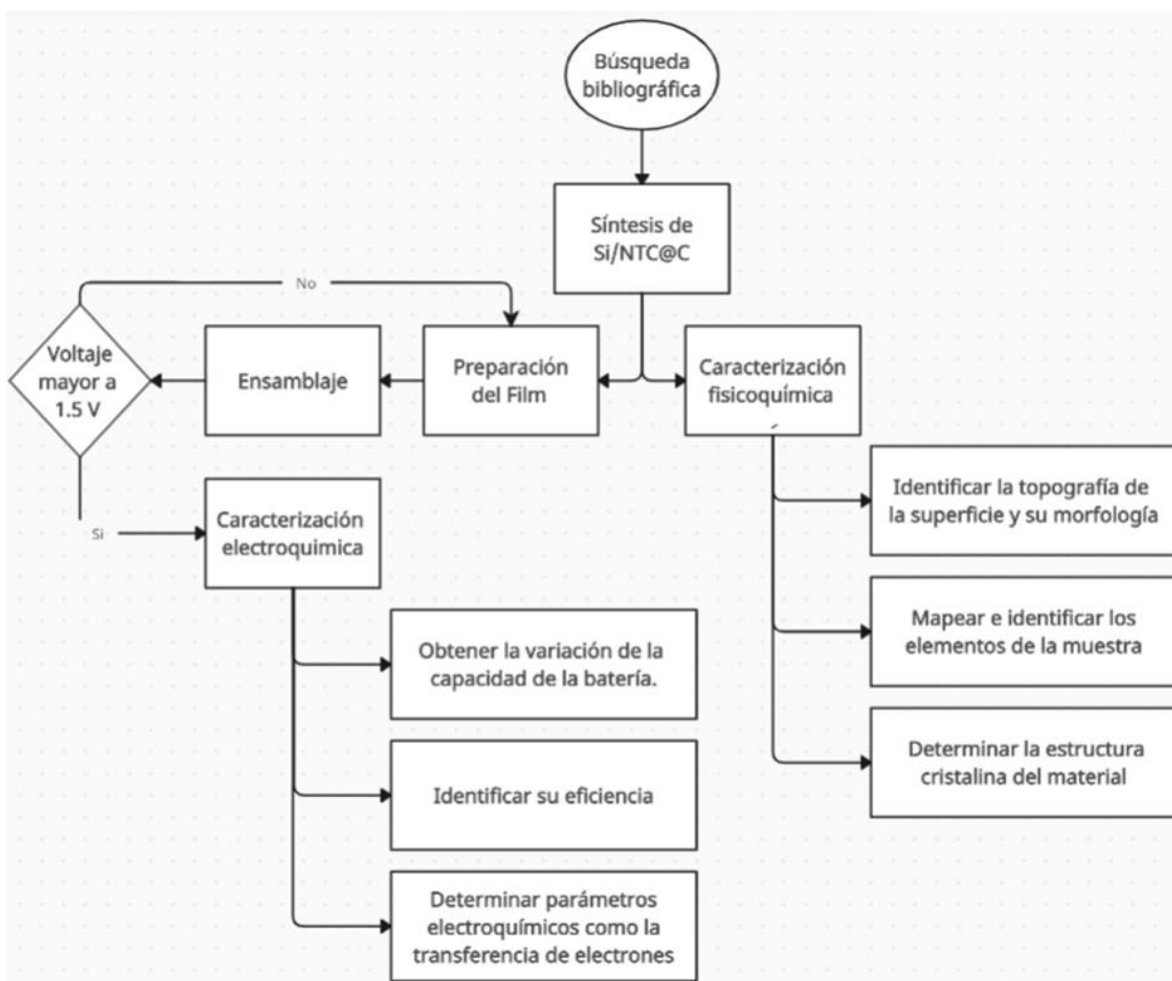 Búsqueda
bibliográfica
Síntesis de
Si/NTC@C
No
Voltaje
mayor a
1.5 V
Ensamblaje
Preparación
del Film
Caracterización
fisicoquímica
Identificar la topografía de
la superficie y su morfología
Si
Caracterización
electroquimica
Mapear e identificar los
elementos de la muestra
Obtener la variación de la
capacidad de la batería.
Determinar la estructura
cristalina del material
Identificar su eficiencia
Determinar parámetros
electroquímicos como la
transferencia de electrones